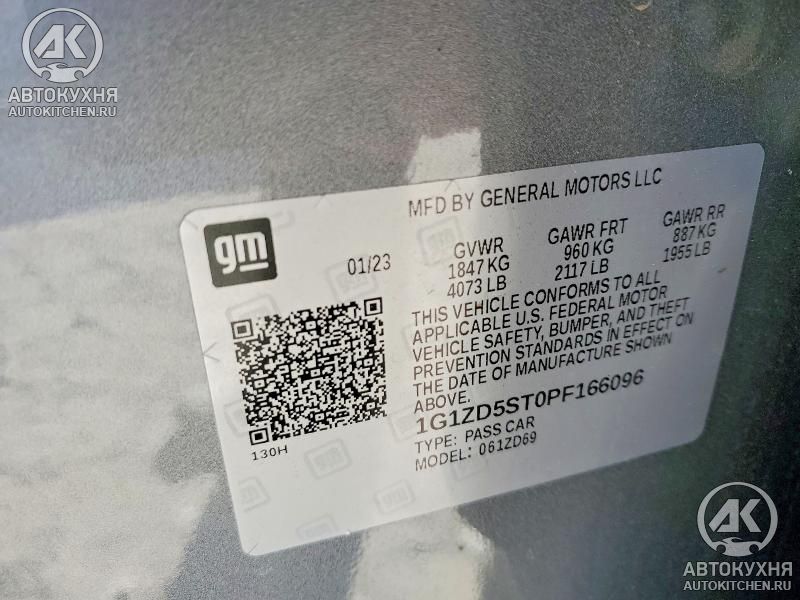 АК
АВТОКУХНЯ
AUTOKITCHEN.RU
MFD BY GENERAL MOTORS LLC
gm
01/23
GVWR GAWR FRT GAWR RR
1847 KG 960 KG 887 KG
4073 LB 2117 LB 1955 LB
THIS VEHICLE CONFORMS TO ALL
APPLICABLE U.S. FEDERAL MOTOR
VEHICLE SAFETY, BUMPER, AND THEFT
PREVENTION STANDARDS IN EFFECT ON
THE DATE OF MANUFACTURE SHOWN
ABOVE.
1G1ZD5ST0PF166096
TYPE: PASS CAR
MODEL: 061ZD69
130H
АК
АВТОКУХНЯ
AUTOKITCHEN.RU